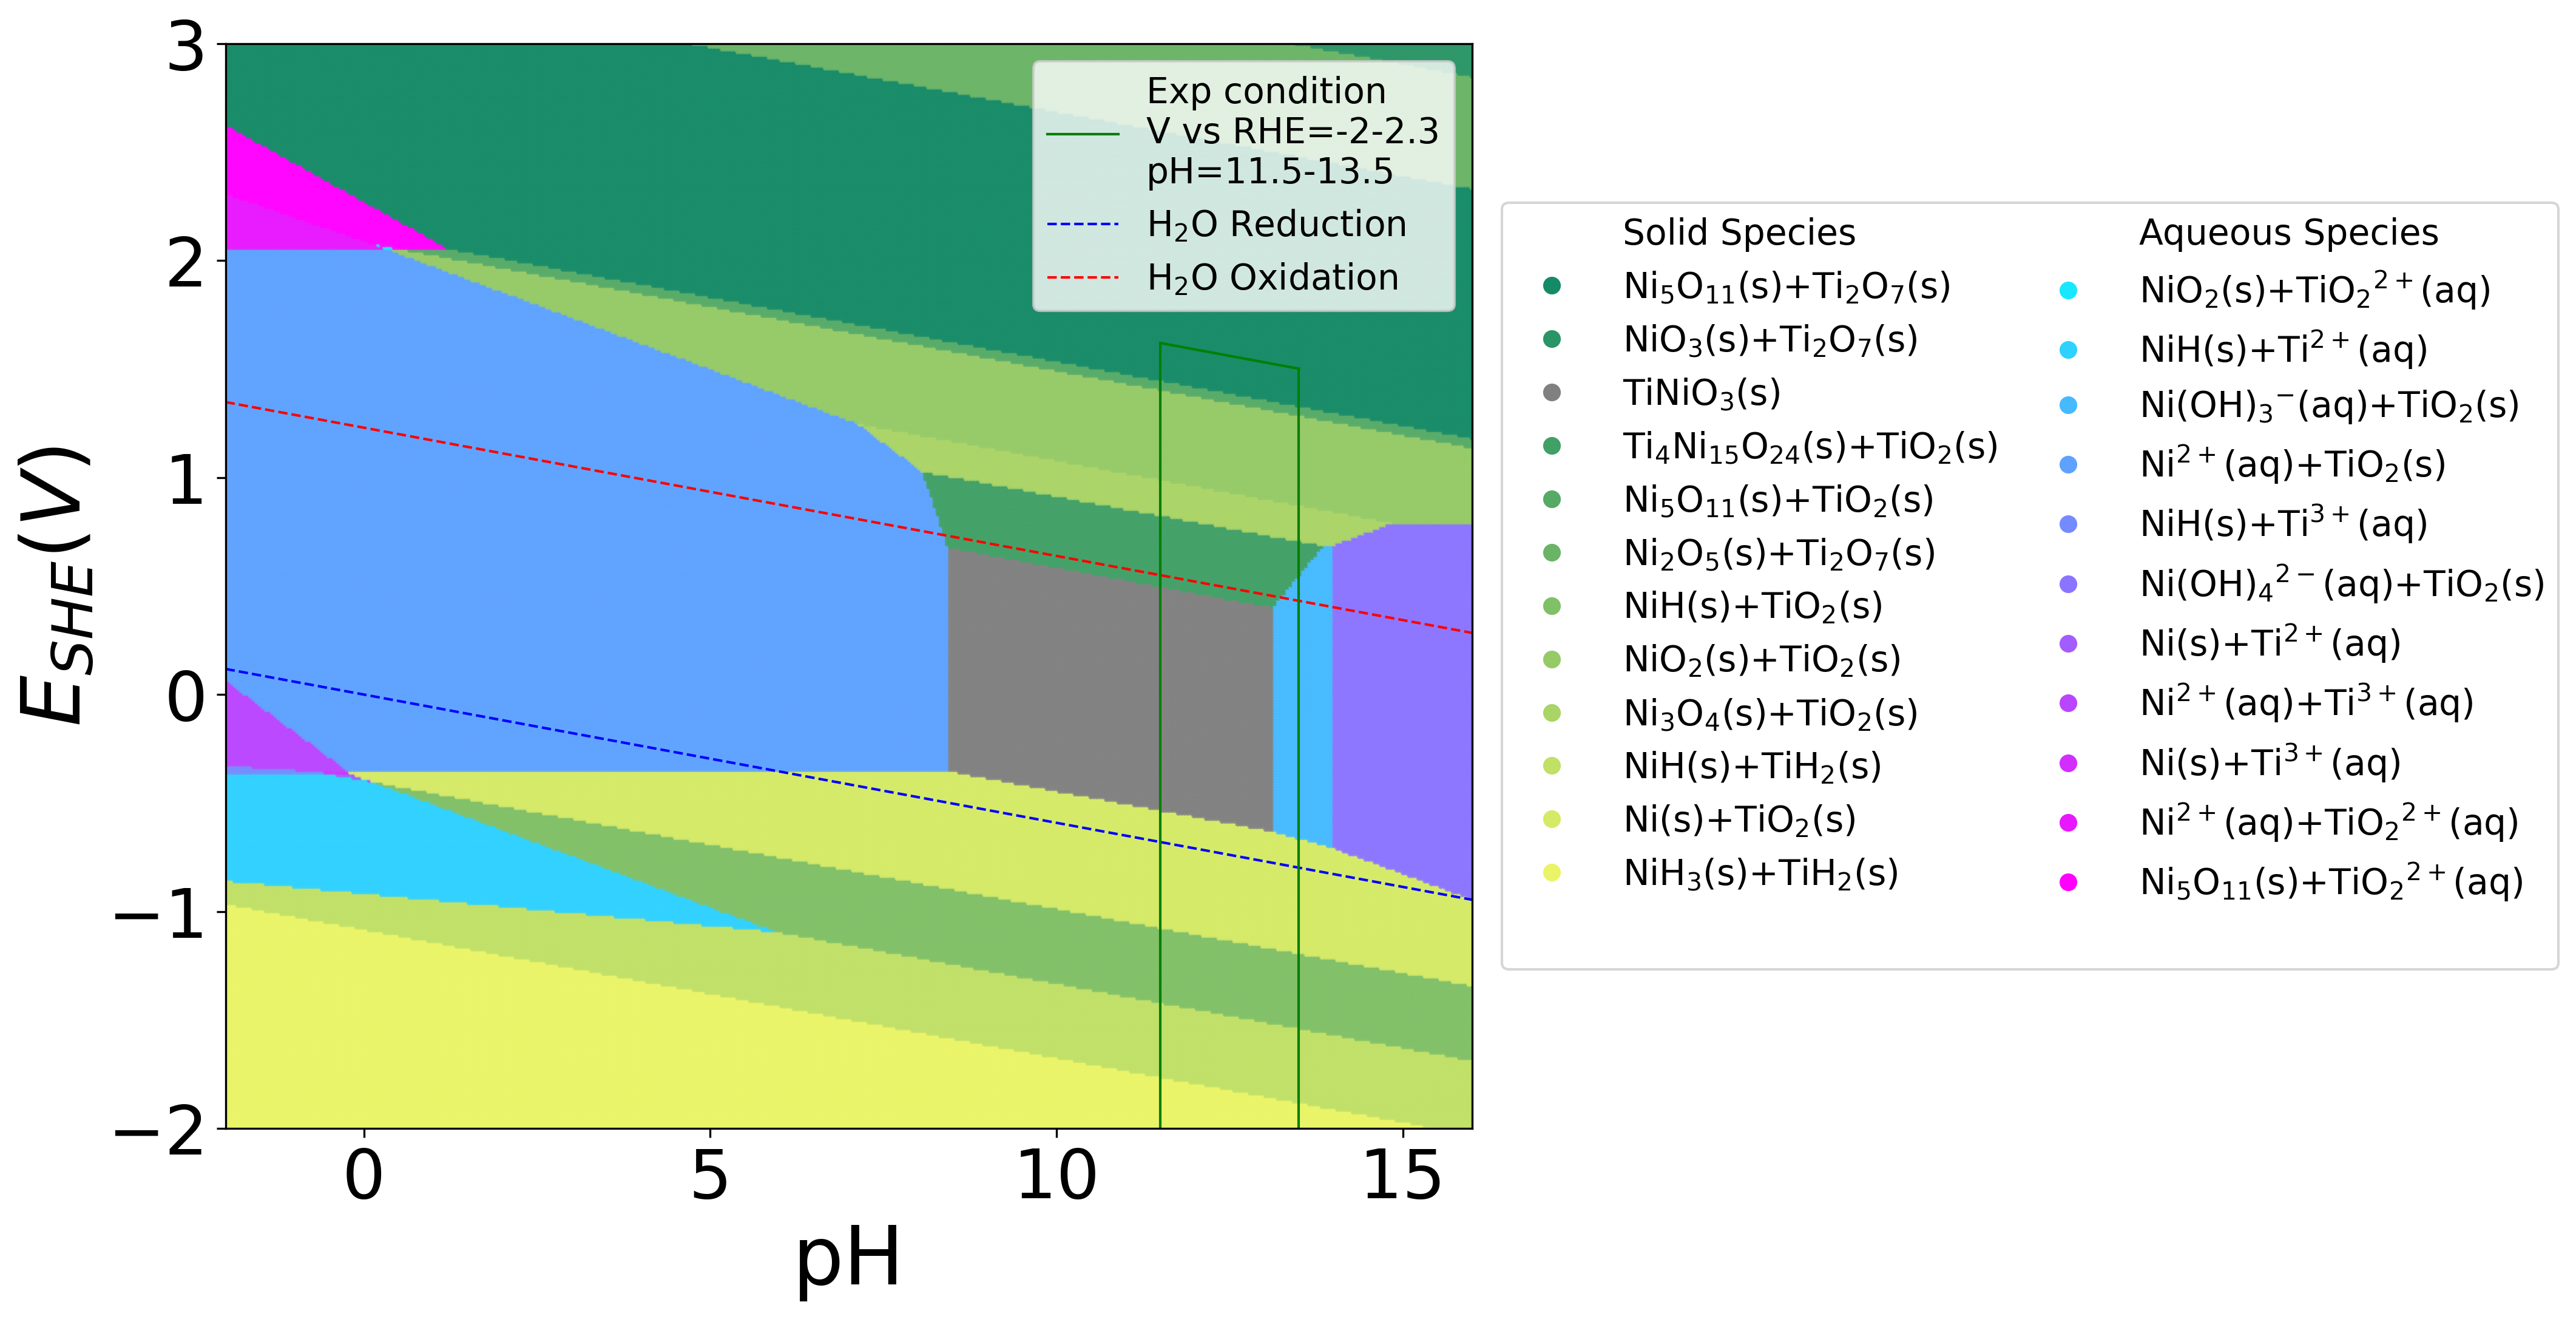 3
2
1
0
−1
−2
E_SHE(V)
0
5
10
15
pH
Exp condition
V vs RHE=-2-2.3
pH=11.5-13.5
H₂O Reduction
H₂O Oxidation
Solid Species
Ni₅O₁₁(s)+Ti₂O₇(s)
NiO₃(s)+Ti₂O₇(s)
TiNiO₃(s)
Ti₄Ni₁₅O₂₄(s)+TiO₂(s)
Ni₅O₁₁(s)+TiO₂(s)
Ni₂O₅(s)+Ti₂O₇(s)
NiH(s)+TiO₂(s)
NiO₂(s)+TiO₂(s)
Ni₃O₄(s)+TiO₂(s)
NiH(s)+TiH₂(s)
Ni(s)+TiO₂(s)
NiH₃(s)+TiH₂(s)
Aqueous Species
NiO₂(s)+TiO₂²⁺(aq)
NiH(s)+Ti²⁺(aq)
Ni(OH)₃⁻(aq)+TiO₂(s)
Ni²⁺(aq)+TiO₂(s)
NiH(s)+Ti³⁺(aq)
Ni(OH)₄²⁻(aq)+TiO₂(s)
Ni(s)+Ti²⁺(aq)
Ni²⁺(aq)+Ti³⁺(aq)
Ni(s)+Ti³⁺(aq)
Ni²⁺(aq)+TiO₂²⁺(aq)
Ni₅O₁₁(s)+TiO₂²⁺(aq)